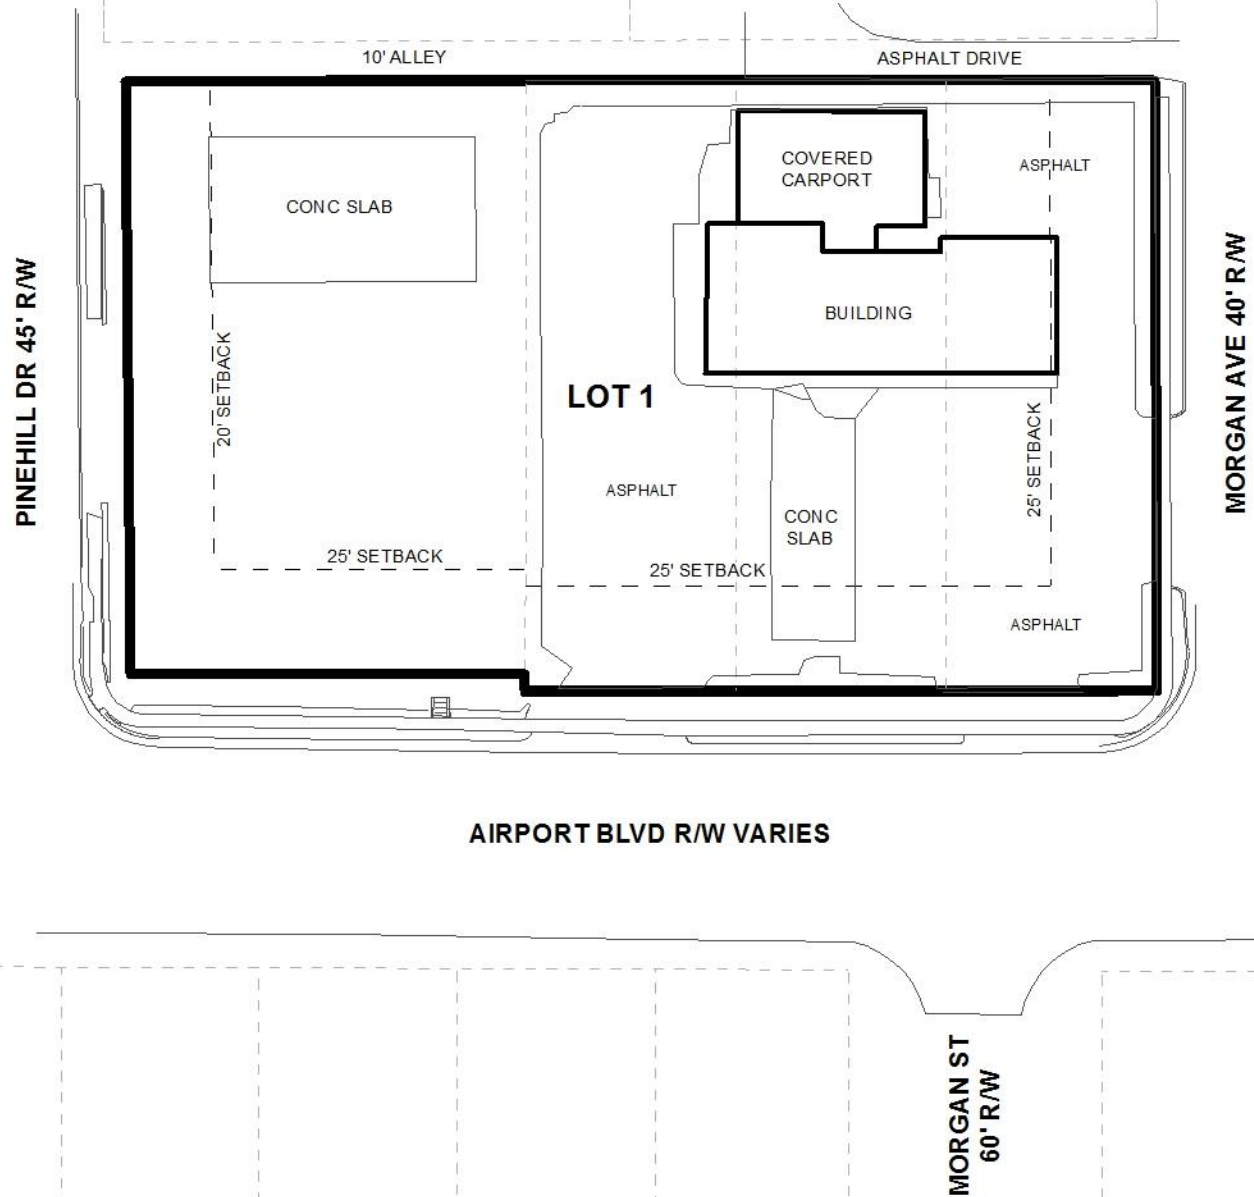 10' ALLEY
ASPHALT DRIVE
COVERED
CARPORT
ASPHALT
CONC SLAB
PINEHILL DR 45' R/W
MORGAN AVE 40' R/W
BUILDING
20' SETBACK
LOT 1
25' SETBACK
ASPHALT
CONC
SLAB
25' SETBACK
25' SETBACK
ASPHALT
AIRPORT BLVD R/W VARIES
MORGAN ST
60' R/W